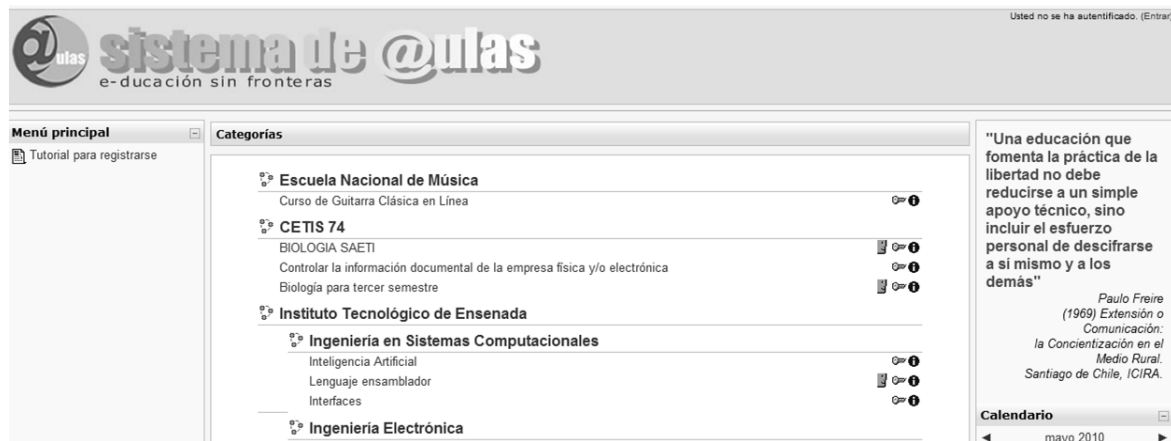 Usted no se ha autentificado. (Entrar)
@ulas
sistema de @ulas
e-ducación sin fronteras
Menú principal
Tutorial para registrarse
Categorías
Escuela Nacional de Música
Curso de Guitarra Clásica en Línea
CETIS 74
BIOLOGIA SAETI
Controlar la información documental de la empresa física y/o electrónica
Biología para tercer semestre
Instituto Tecnológico de Ensenada
Ingeniería en Sistemas Computacionales
Inteligencia Artificial
Lenguaje ensamblador
Interfaces
Ingeniería Electrónica
"Una educación que
fomenta la práctica de la
libertad no debe
reducirse a un simple
apoyo técnico, sino
incluir el esfuerzo
personal de descifrarse
a sí mismo y a los
demás"
Paulo Freire
(1969) Extensión o
Comunicación:
la Concientización en el
Medio Rural.
Santiago de Chile, ICIRA.
Calendario
mayo 2010